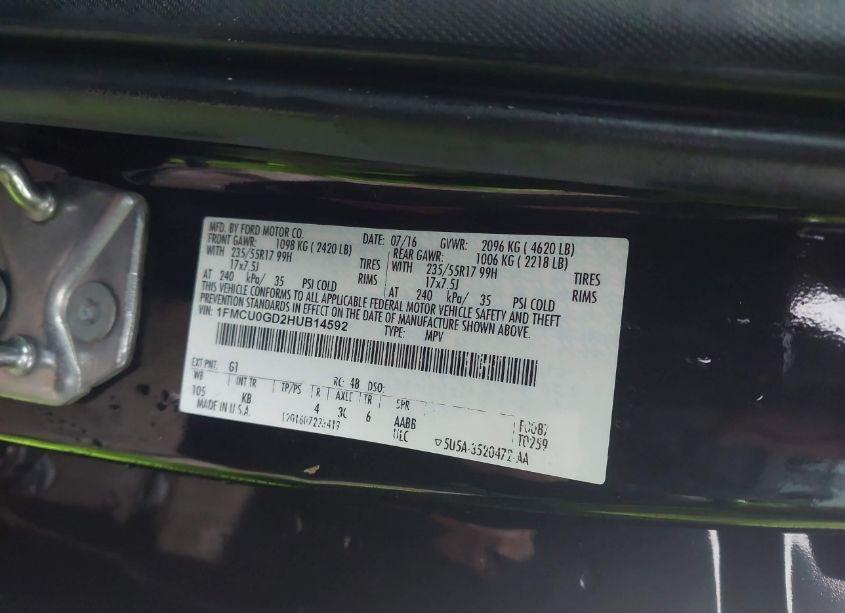 MFD. BY FORD MOTOR CO. DATE: 07/16 GVWR: 2096 KG ( 4620 LB)
FRONT GAWR: 1098 KG ( 2420 LB) REAR GAWR: 1006 KG ( 2218 LB)
WITH 235/55R17 99H TIRES WITH 235/55R17 99H TIRES
17x7.5J RIMS 17x7.5J RIMS
AT 240 kPa/ 35 PSI COLD AT 240 kPa/ 35 PSI COLD
THIS VEHICLE CONFORMS TO ALL APPLICABLE FEDERAL MOTOR VEHICLE SAFETY AND THEFT
PREVENTION STANDARDS IN EFFECT ON THE DATE OF MANUFACTURE SHOWN ABOVE.
VIN: 1FMCU0GD2HUB14592 TYPE: MPV
EXT PNT: G1 RC: 48 DSO:
WB INT TR TP/PS R AXLE TR SPR
105 KB 4 6 AABB
MADE IN U.S.A. ▽5U5A-3520472-AA